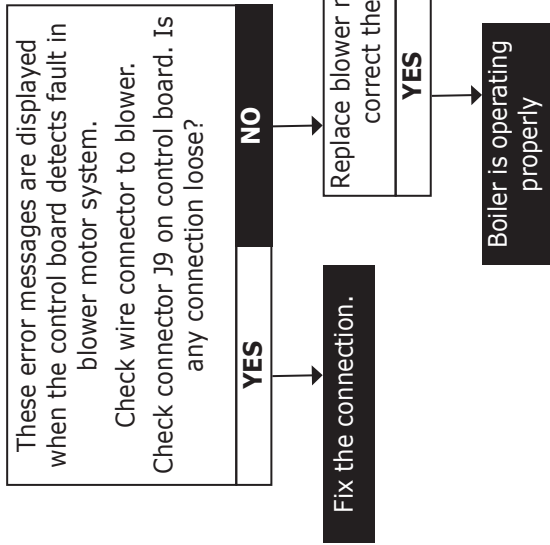 These error messages are displayed
when the control board detects fault in
blower motor system.
Check wire connector to blower.
Check connector J9 on control board. Is
any connection loose?
YES
NO
Fix the connection.
Replace blower
correct the
YES
Boiler is operating
properly